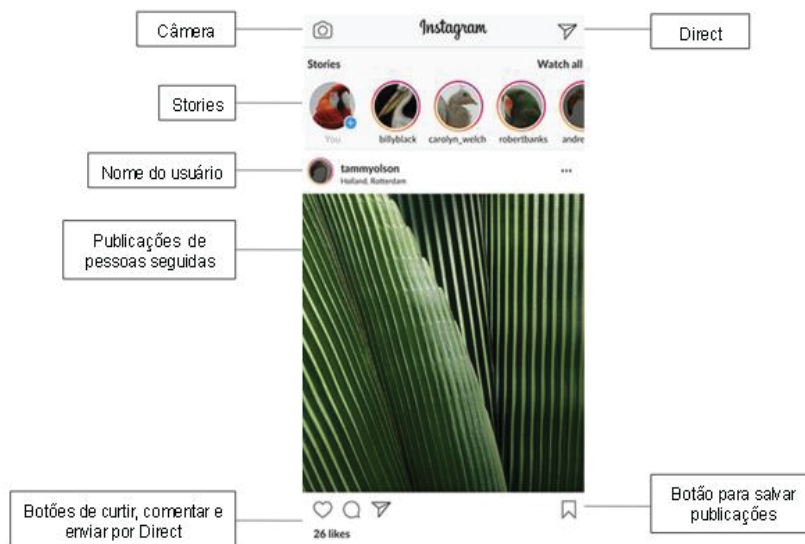 Câmera
Instagram
Direct
Stories
Watch all
Stories
You
billyblack
carolyn_welch
robertbanks
andre
Nome do usuário
tammyolson
Holland, Rotterdam
Publicações de
pessoas seguidas
Botões de curtir, comentar e
enviar por Direct
26 likes
Botão para salvar
publicações